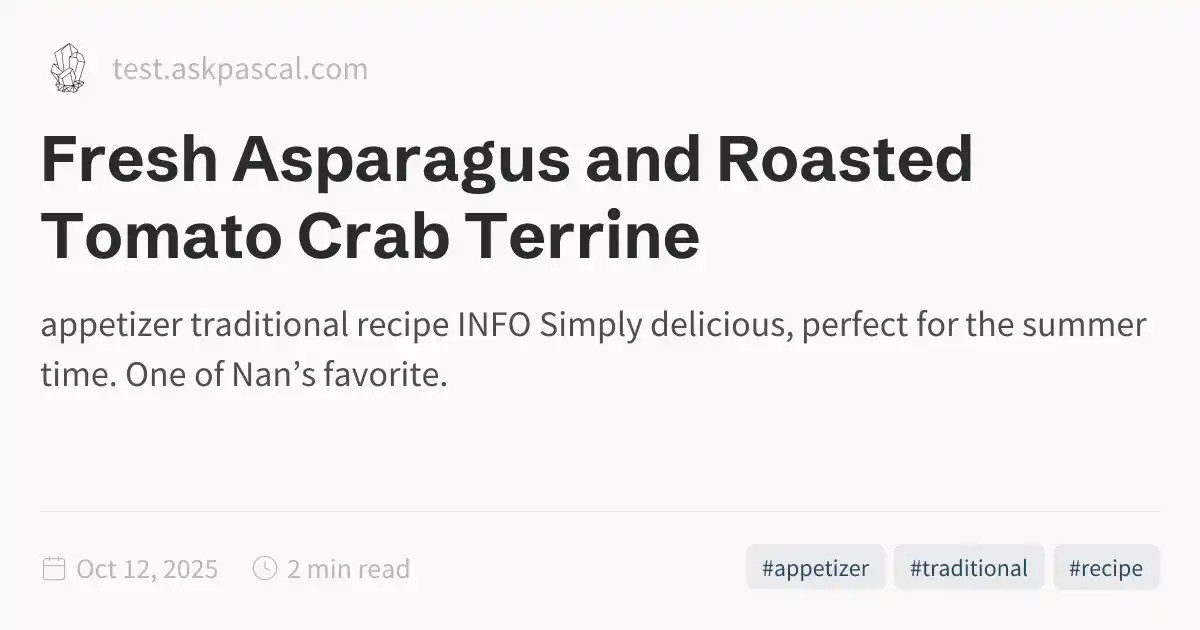 test.askpascal.com
Fresh Asparagus and Roasted
Tomato Crab Terrine
appetizer traditional recipe INFO Simply delicious, perfect for the summer
time. One of Nan’s favorite.
Oct 12, 2025 2 min read #appetizer #traditional #recipe